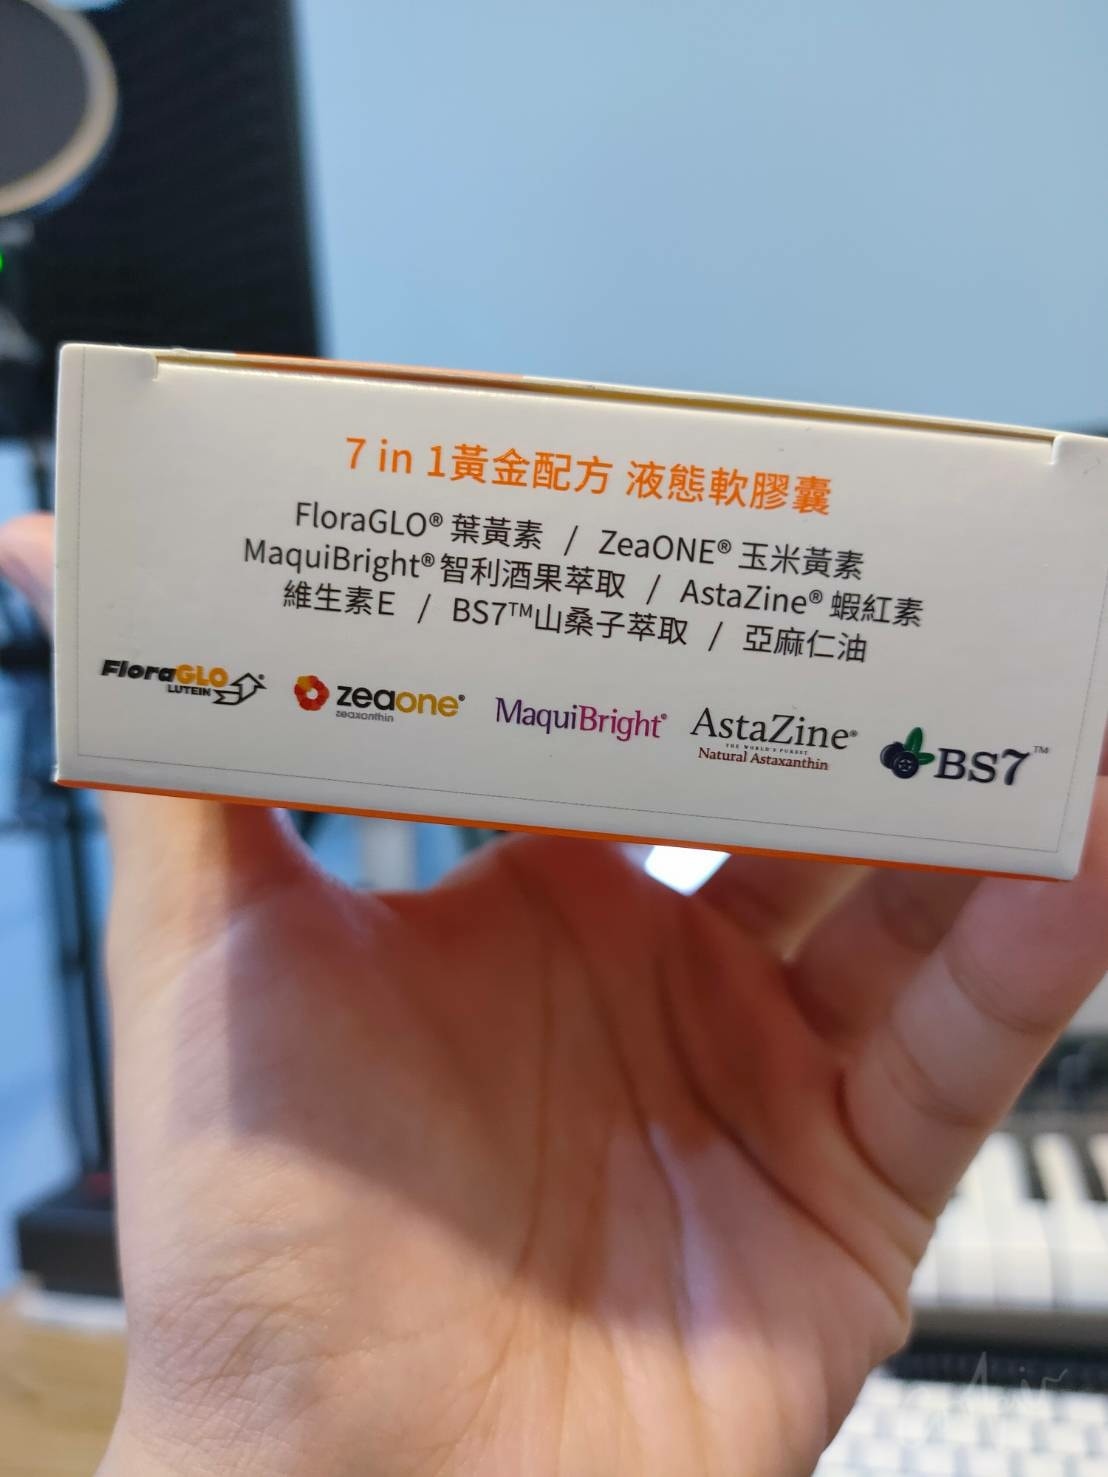 7 in 1黃金配方 液態軟膠囊
FloraGLO® 葉黃素 / ZeaONE® 玉米黃素
MaquiBright® 智利酒果萃取 / AstaZine® 蝦紅素
維生素E / BS7™山桑子萃取 / 亞麻仁油
FloraGLO®
LUTEIN
zeaone®
zeaxanthin
MaquiBright®
AstaZine®
THE WORLD'S PUREST
Natural Astaxanthin
BS7™